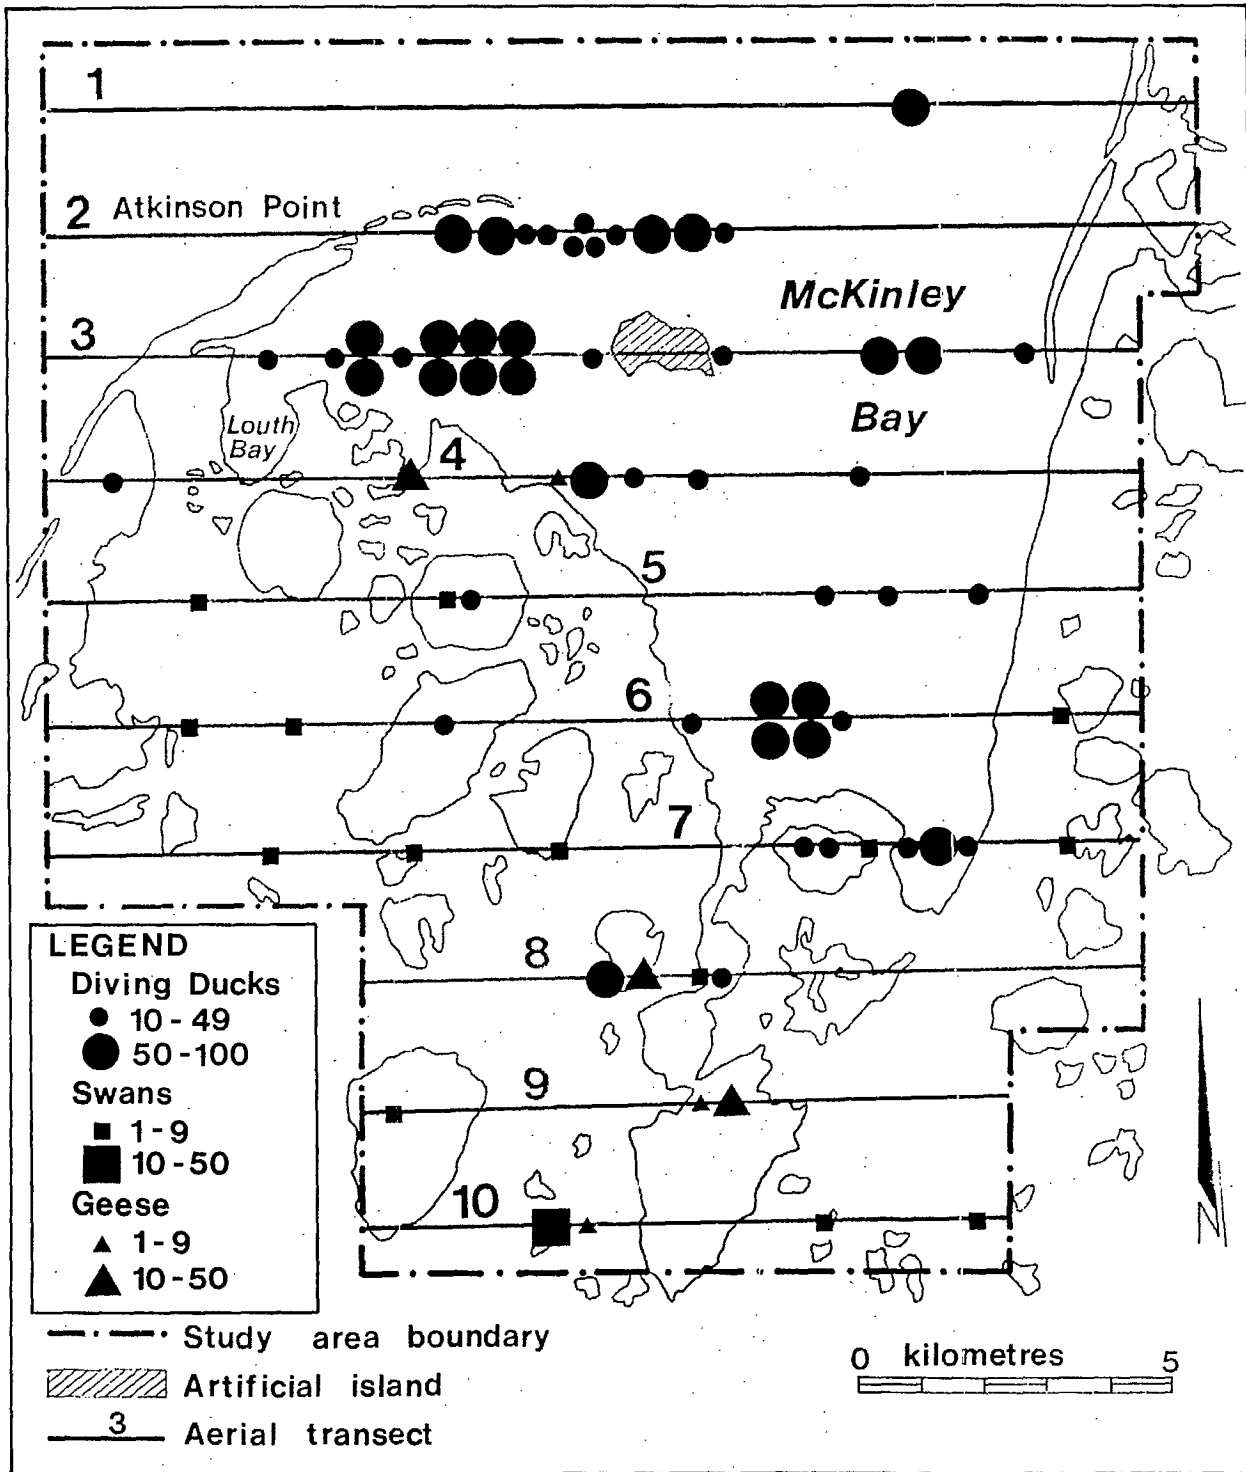 1
2 Atkinson Point
McKinley
3
Bay
Louth
Bay
4
5
6
7
8
9
10
LEGEND
Diving Ducks
10 - 49
50 - 100
Swans
1 - 9
10 - 50
Geese
1 - 9
10 - 50
Study area boundary
Artificial island
3 Aerial transect
0 kilometres 5
N